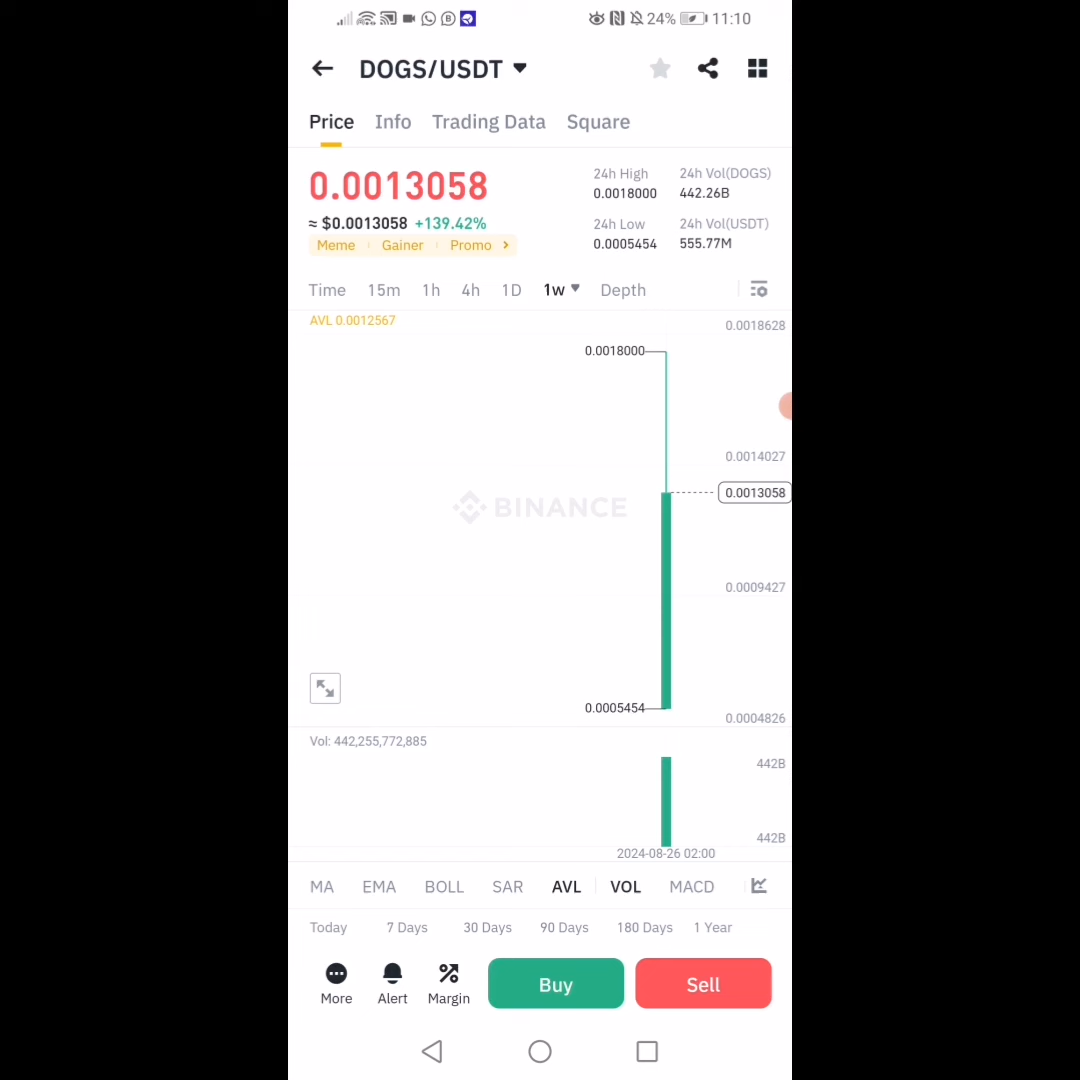 24% 11:10
DOGS/USDT
Price Info Trading Data Square
0.0013058
≈ $0.0013058 +139.42%
Meme Gainer Promo
24h High
0.0018000
24h Vol(DOGS)
442.26B
24h Low
0.0005454
24h Vol(USDT)
555.77M
Time 15m 1h 4h 1D 1w Depth
AVL 0.0012567
0.0018628
0.0018000
0.0014027
0.0013058
BINANCE
0.0009427
0.0005454
0.0004826
Vol: 442,255,772,885
442B
442B
2024-08-26 02:00
MA EMA BOLL SAR AVL VOL MACD
Today 7 Days 30 Days 90 Days 180 Days 1 Year
More Alert Margin Buy Sell